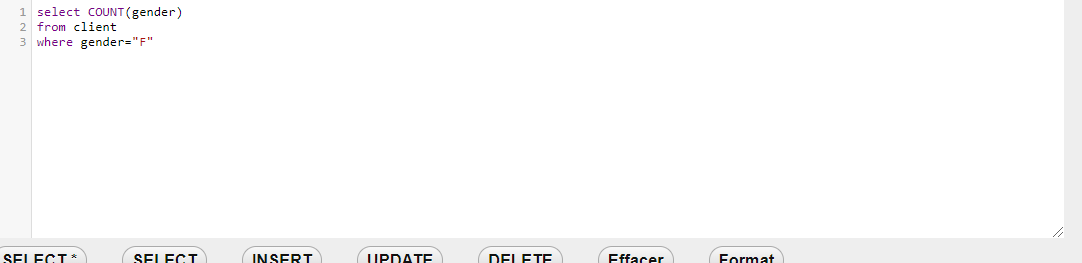 1 select COUNT(gender)
2 from client
3 where gender="F"
SELECT * SELECT INSERT UPDATE DELETE Effacer Format